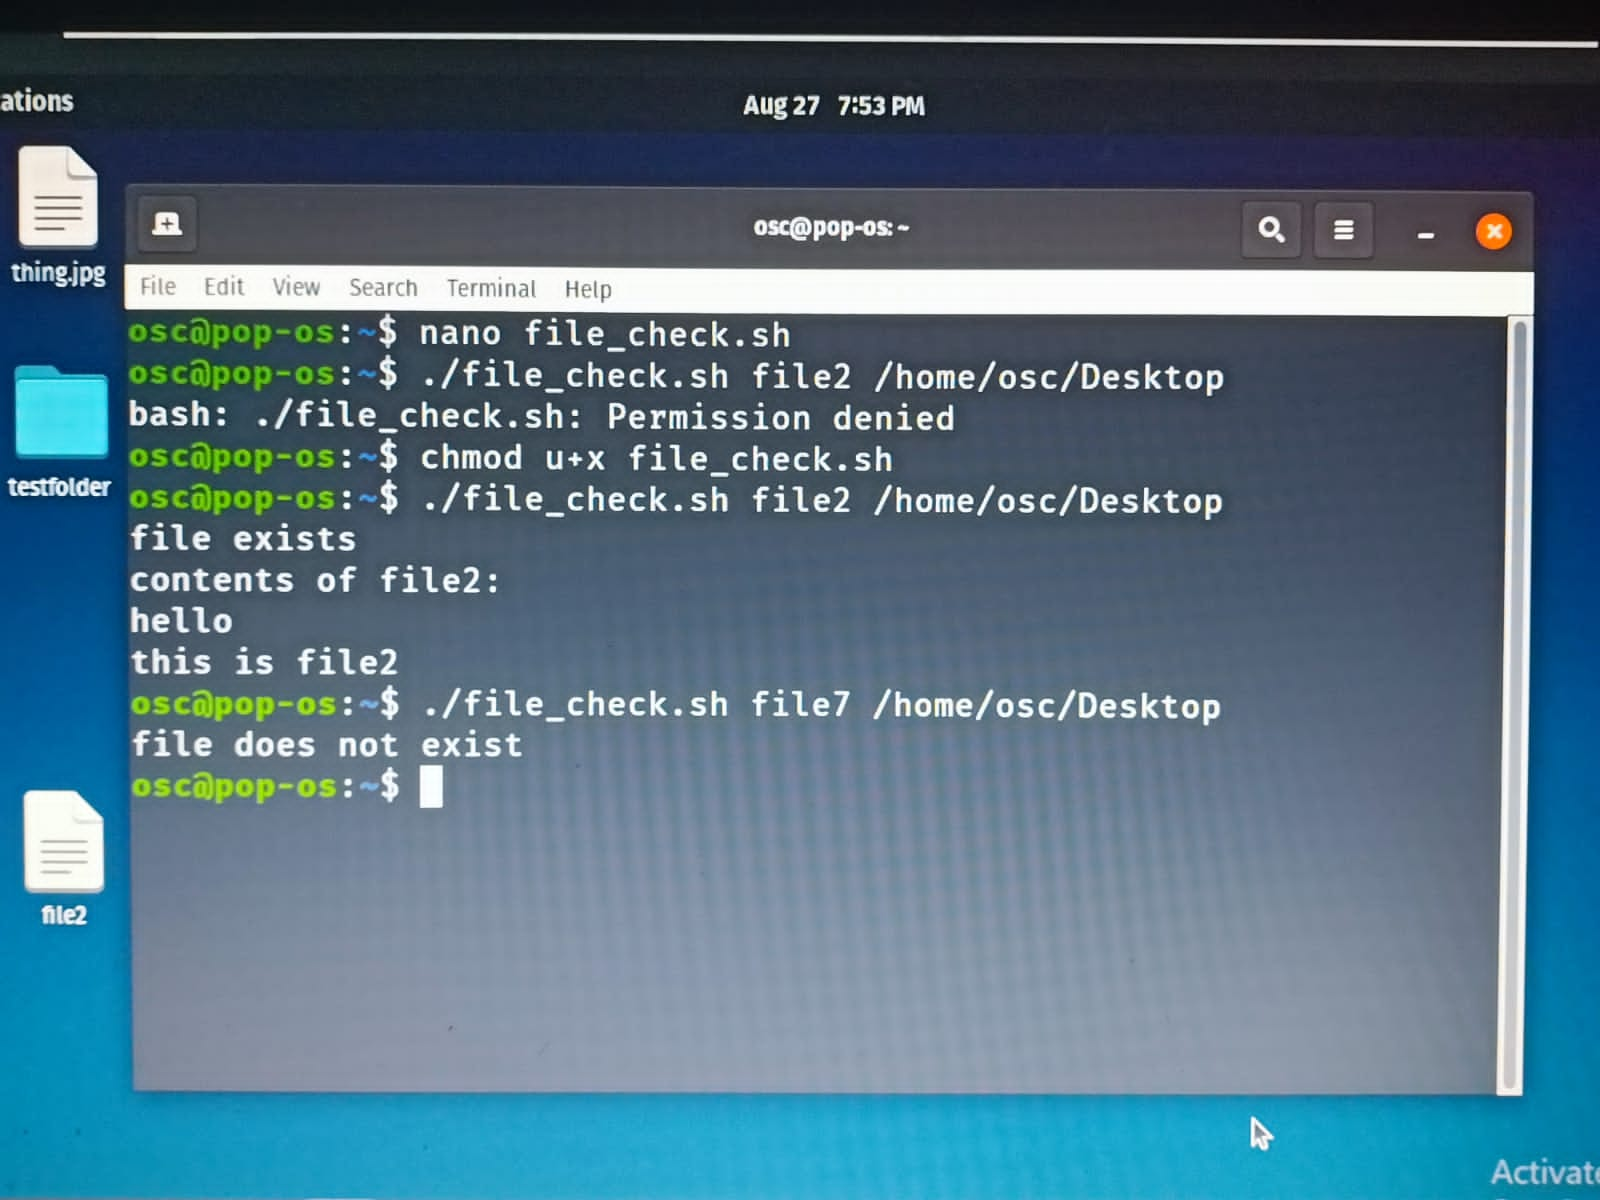 ations
Aug 27 7:53 PM
thing.jpg
osc@pop-os: ~
File Edit View Search Terminal Help
osc@pop-os:~$ nano file_check.sh
osc@pop-os:~$ ./file_check.sh file2 /home/osc/Desktop
bash: ./file_check.sh: Permission denied
osc@pop-os:~$ chmod u+x file_check.sh
osc@pop-os:~$ ./file_check.sh file2 /home/osc/Desktop
file exists
contents of file2:
hello
this is file2
osc@pop-os:~$ ./file_check.sh file7 /home/osc/Desktop
file does not exist
osc@pop-os:~$
testfolder
file2
Activate